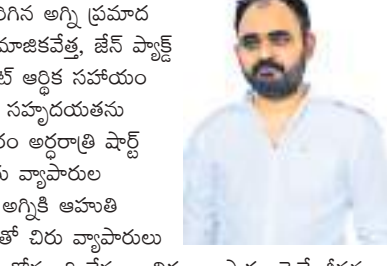 రిగిన అగ్ని ప్రమాద
మాజికవేత్త, జేన్ ప్యాక్డ్
ట్ ఆర్థిక సహాయం
సహృదయతను
రం అర్ధరాత్రి షార్ట్
వ్యాపారుల
అగ్నికి ఆహుతి
తో చిరు వ్యాపారులు